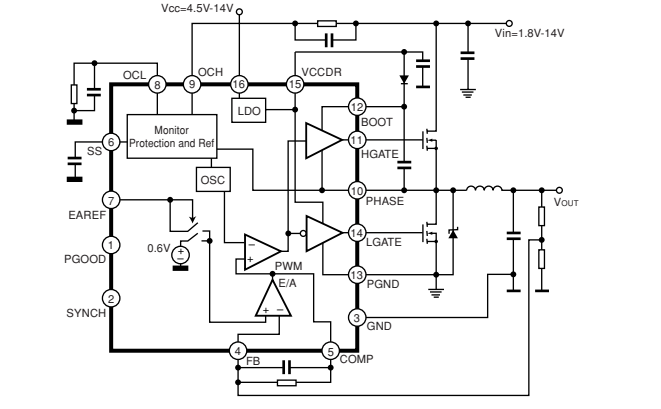 Vcc=4.5V-14V
Vin=1.8V-14V
OCL
OCH
VCCDR
8
9
16
15
LDO
12
BOOT
Monitor
Protection and Ref
6
SS
11
HGATE
OSC
7
EAREF
10
PHASE
VOUT
14
LGATE
1
PGOOD
0.6V
+
−
−
+
PWM
13
PGND
E/A
2
SYNCH
+ −
3
GND
4
FB
5
COMP